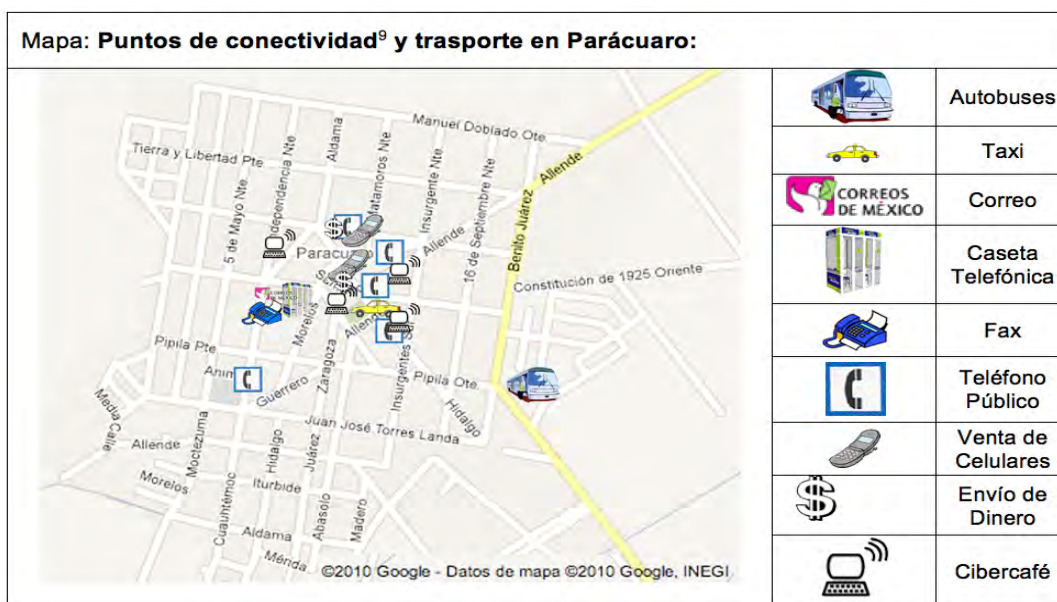 Mapa: Puntos de conectividad⁹ y trasporte en Parácuaro:
Manuel Doblado Ote.
Tierra y Libertad Pte
Aldama
Independencia Nte.
Matamoros Nte
Insurgente Nte.
16 de Septiembre Nte
5 de Mayo Nte.
Benito Juárez
Allende
Allende
Constitución de 1925 Oriente
CORREOS
DE MÉXICO
Morelos
Allende
Zaragoza
Insurgentes
Pipila Pte
Pipila Ote.
Guerrero
Hidalgo
Juan José Torres Landa
Media Calle
Moctezuma
Allende
Hidalgo
Juárez
Morelos
Iturbide
Cuauhtémoc
Aldama
Abasolo
Madero
Mérida
©2010 Google - Datos de mapa ©2010 Google, INEGI
Autobuses
Taxi
CORREOS
DE MÉXICO
Correo
Caseta
Telefónica
Fax
Teléfono
Público
Venta de
Celulares
Envío de
Dinero
Cibercafé